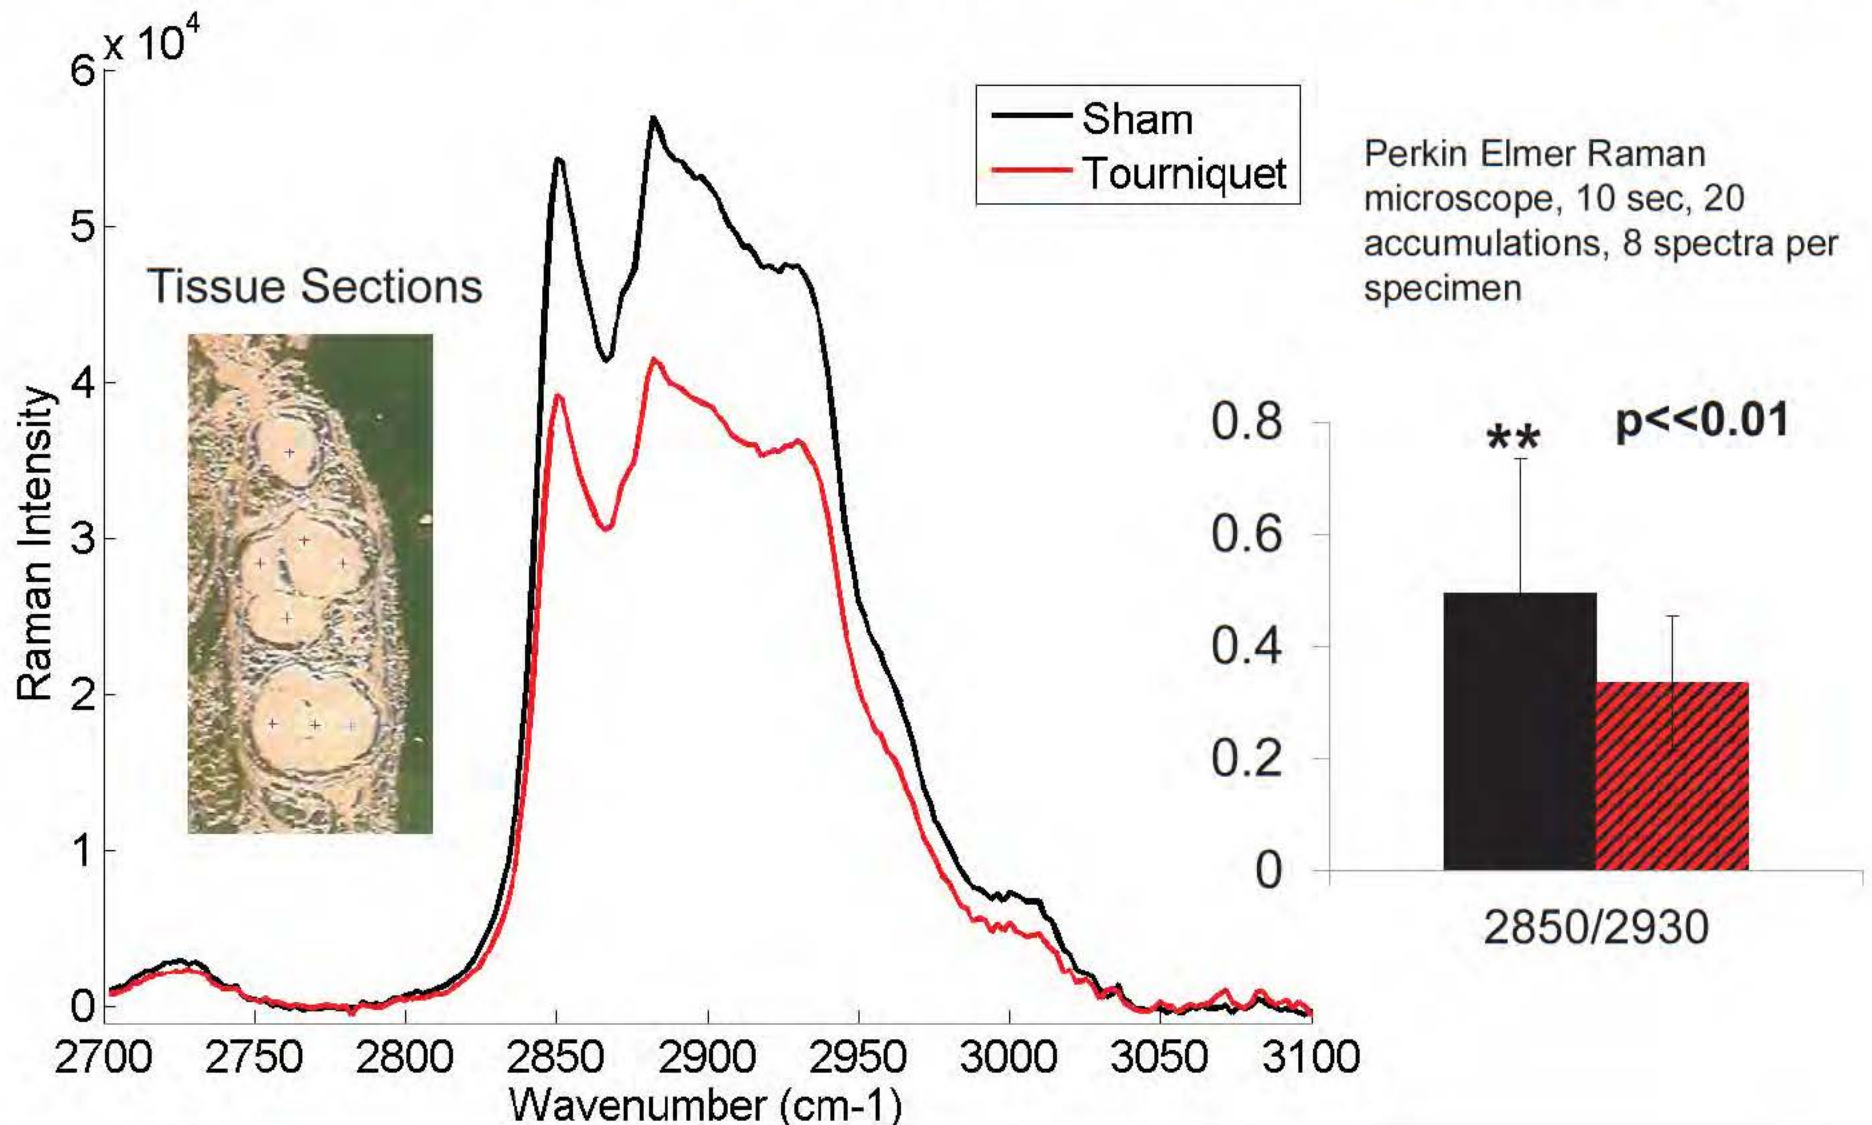 x 10^4
6
5
4
3
2
1
0
Raman Intensity
2700 2750 2800 2850 2900 2950 3000 3050 3100
Wavenumber (cm-1)
Tissue Sections
Sham
Tourniquet
Perkin Elmer Raman
microscope, 10 sec, 20
accumulations, 8 spectra per
specimen
0.8
0.6
0.4
0.2
0
** p<<0.01
2850/2930